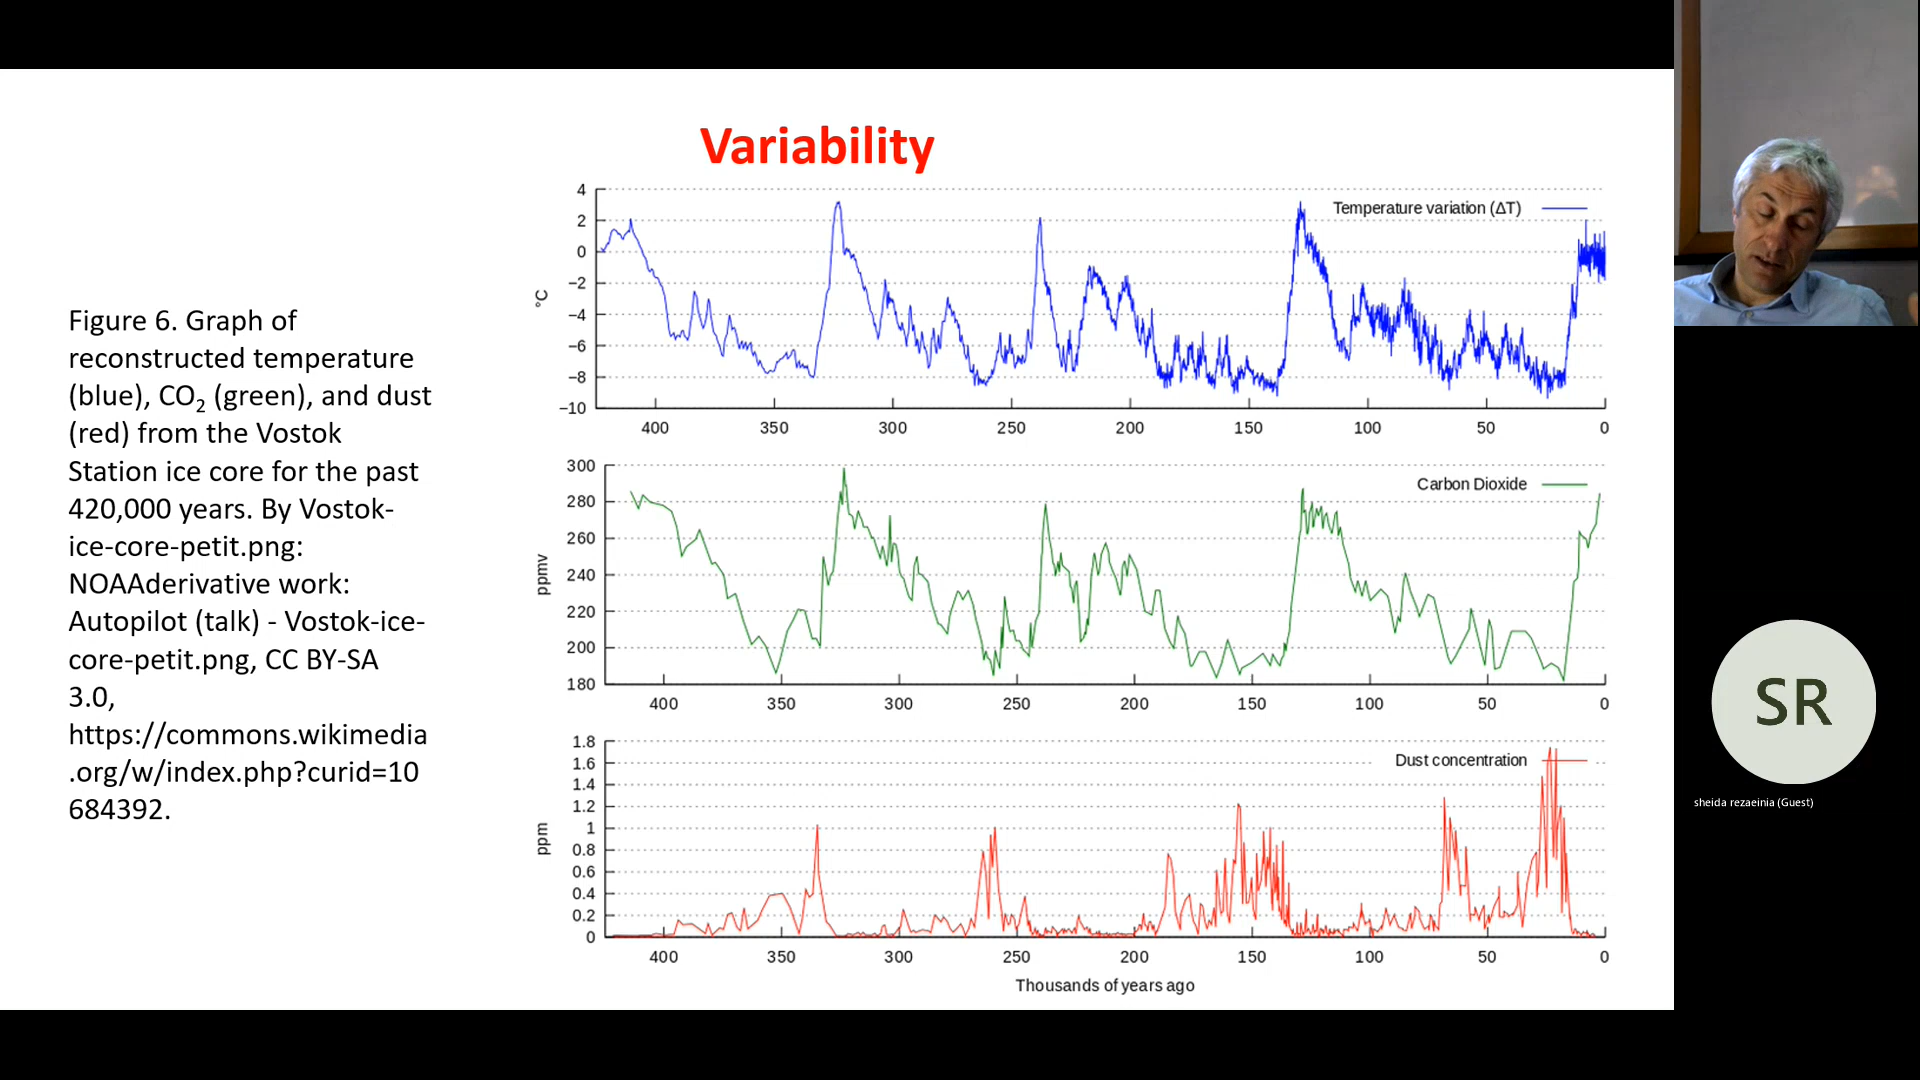 Variability
Figure 6. Graph of
reconstructed temperature
(blue), CO₂ (green), and dust
(red) from the Vostok
Station ice core for the past
420,000 years. By Vostok-
ice-core-petit.png:
NOAAderivative work:
Autopilot (talk) - Vostok-ice-
core-petit.png, CC BY-SA
3.0,
https://commons.wikimedia
.org/w/index.php?curid=10
684392.
Temperature variation (ΔT)
°C
4
2
0
−2
−4
−6
−8
−10
400 350 300 250 200 150 100 50 0
Carbon Dioxide
ppmv
300
280
260
240
220
200
180
400 350 300 250 200 150 100 50 0
Dust concentration
ppm
1.8
1.6
1.4
1.2
1
0.8
0.6
0.4
0.2
0
400 350 300 250 200 150 100 50 0
Thousands of years ago
SR
sheida rezaeinia (Guest)